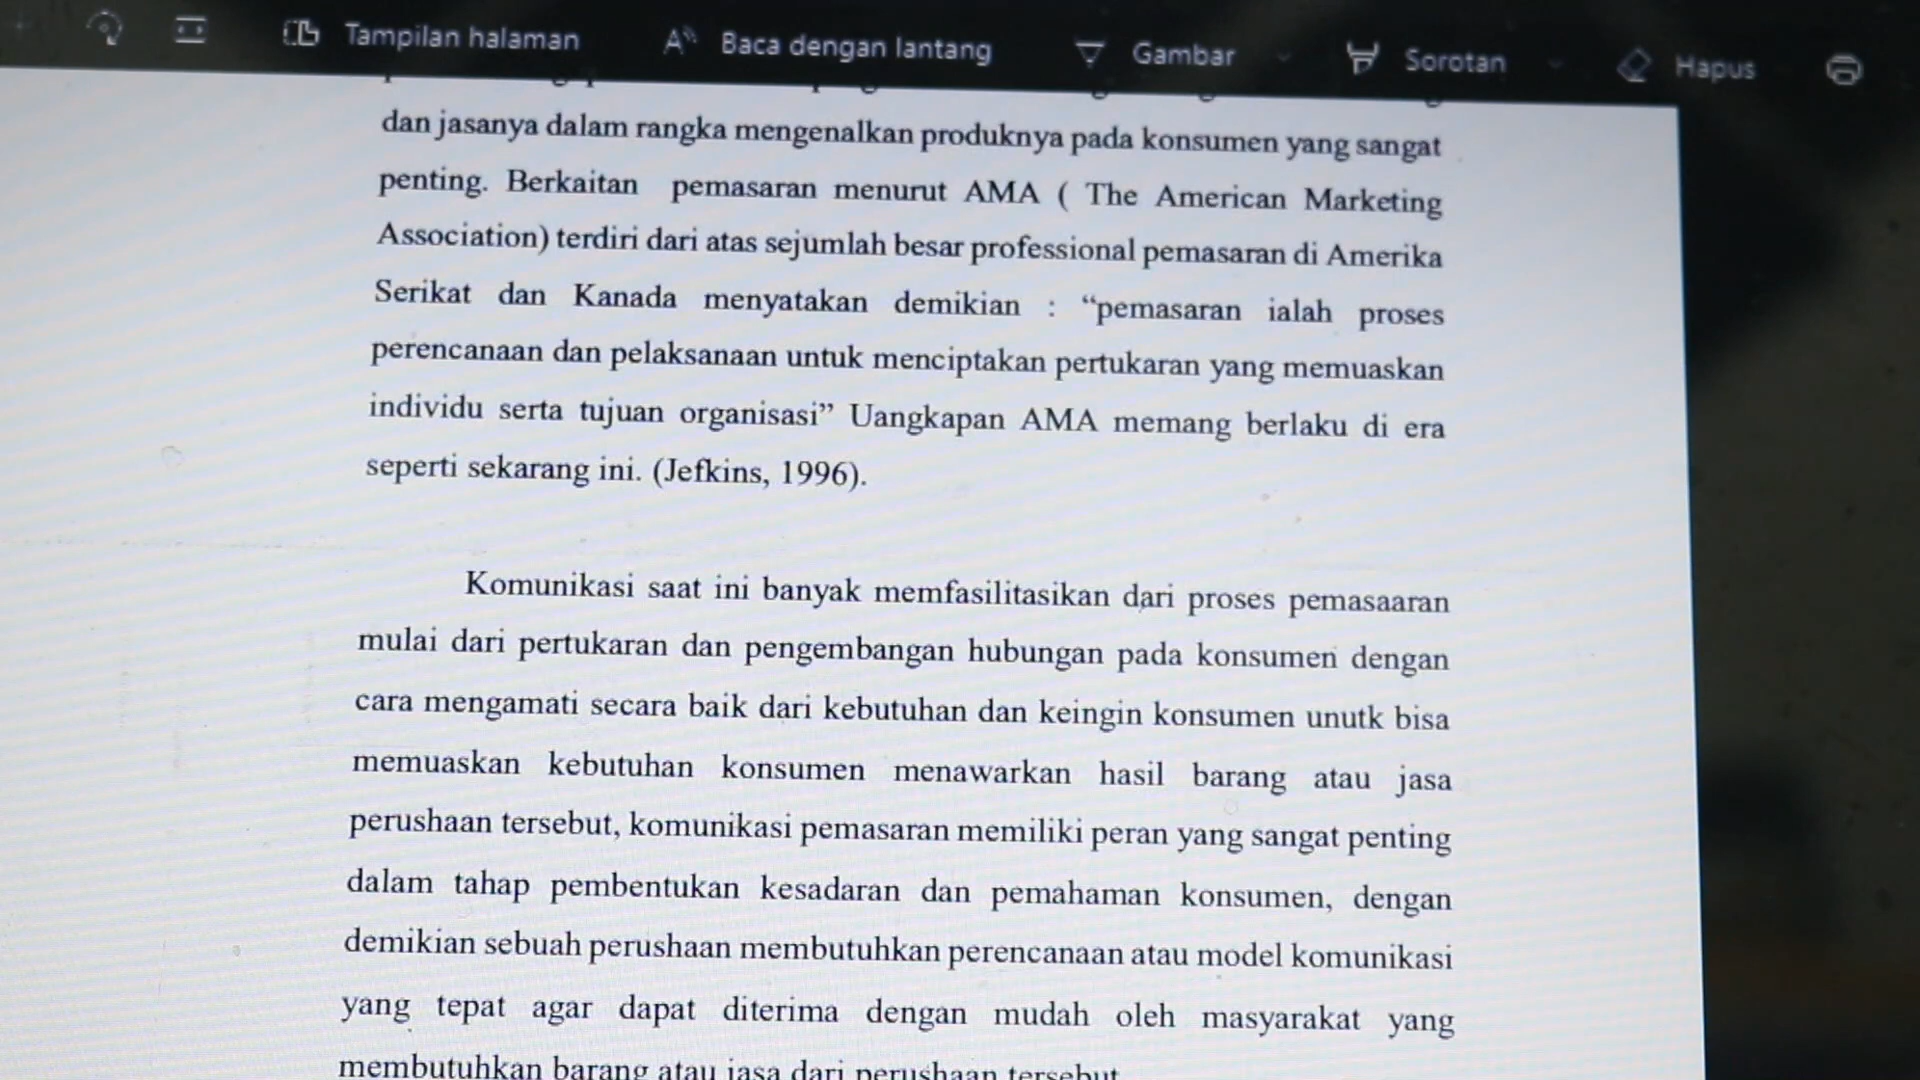 Tampilan halaman
Baca dengan lantang
Gambar
Sorotan
Hapus
dan jasanya dalam rangka mengenalkan produknya pada konsumen yang sangat
penting. Berkaitan pemasaran menurut AMA ( The American Marketing
Association) terdiri dari atas sejumlah besar professional pemasaran di Amerika
Serikat dan Kanada menyatakan demikian : “pemasaran ialah proses
perencanaan dan pelaksanaan untuk menciptakan pertukaran yang memuaskan
individu serta tujuan organisasi” Uangkapan AMA memang berlaku di era
seperti sekarang ini. (Jefkins, 1996).
Komunikasi saat ini banyak memfasilitasikan dari proses pemasaaran
mulai dari pertukaran dan pengembangan hubungan pada konsumen dengan
cara mengamati secara baik dari kebutuhan dan keingin konsumen unutk bisa
memuaskan kebutuhan konsumen menawarkan hasil barang atau jasa
perushaan tersebut, komunikasi pemasaran memiliki peran yang sangat penting
dalam tahap pembentukan kesadaran dan pemahaman konsumen, dengan
demikian sebuah perushaan membutuhkan perencanaan atau model komunikasi
yang tepat agar dapat diterima dengan mudah oleh masyarakat yang
membutuhkan barang atau jasa dari perushaan tersebut